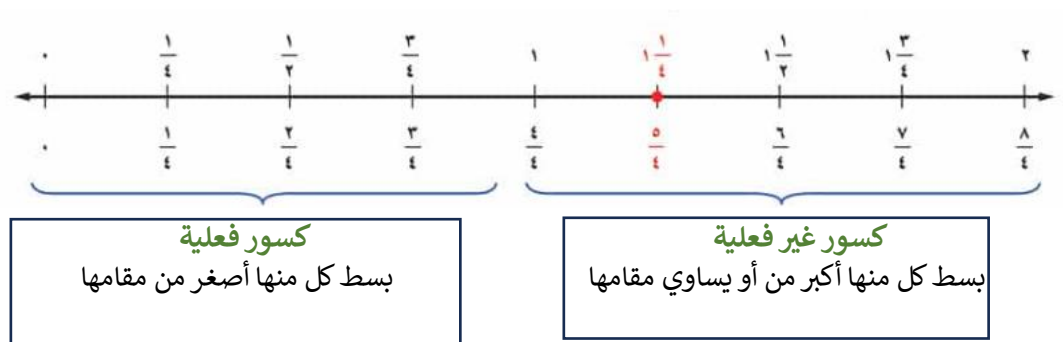 ٠ ١/٤ ١/٢ ٣/٤ ١ ١ ١/٤ ١ ١/٢ ١ ٣/٤ ٢
٠ ١/٤ ٢/٤ ٣/٤ ٤/٤ ٥/٤ ٦/٤ ٧/٤ ٨/٤
كسور غير فعلية
بسط كل منها أكبر من أو يساوي مقامها
كسور فعلية
بسط كل منها أصغر من مقامها